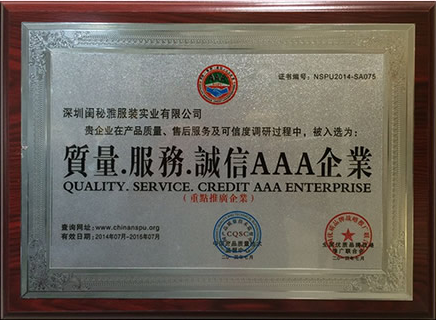 证书编号：NSPU2014-SA075
深圳闺秘雅服装实业有限公司
贵企业在产品质量、售后服务及可信度调研过程中，被入选为：
質量.服務.誠信AAA企業
QUALITY. SERVICE. CREDIT AAA ENTERPRISE
（重點推廣企業）
查询网址：www.chinanspu.org
有效日期：2014年07月-2015年07月
CQSC